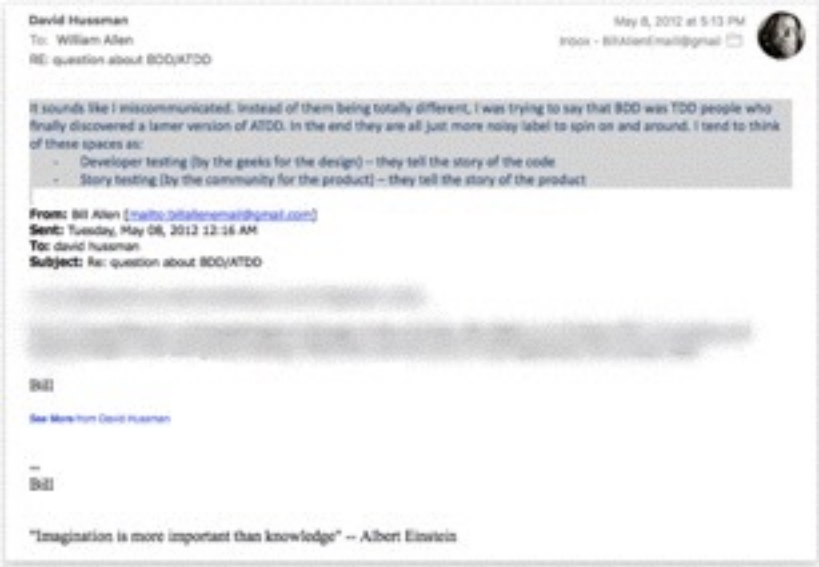 David Hussman
May 8, 2012 at 5:13 PM
To: William Allen
Inbox - BillAllenEmail@gmail
RE: question about BDD/ATDD
It sounds like I miscommunicated. Instead of them being totally different, I was trying to say that BDD was TDD people who
finally discovered a lamer version of ATDD. In the end they are all just more noisy label to spin on and around. I tend to think
of these spaces as:
- Developer testing (by the geeks for the design) – they tell the story of the code
- Story testing (by the community for the product) – they tell the story of the product
From: Bill Allen [mailto:billallenemail@gmail.com]
Sent: Tuesday, May 08, 2012 12:16 AM
To: david hussman
Subject: Re: question about BDD/ATDD
Bill
See More from David Hussman
--
Bill
"Imagination is more important than knowledge" -- Albert Einstein